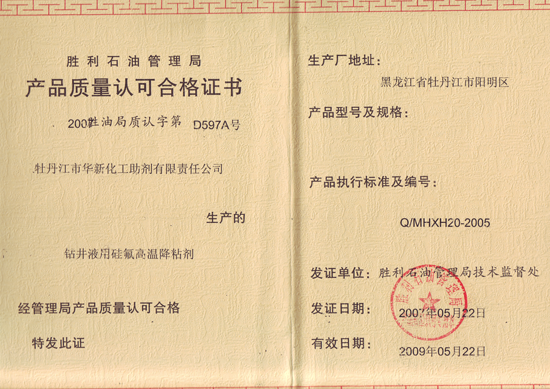 胜利石油管理局
产品质量认可合格证书
2007胜油局质认字第 D597A号
牡丹江市华新化工助剂有限责任公司
生产的
钻井液用硅氟高温降粘剂
经管理局产品质量认可合格
特发此证
生产厂地址:
黑龙江省牡丹江市阳明区
产品型号及规格:
产品执行标准及编号:
Q/MHXH20-2005
发证单位: 胜利石油管理局技术监督处
发证日期: 2007年05月22日
有效日期: 2009年05月22日